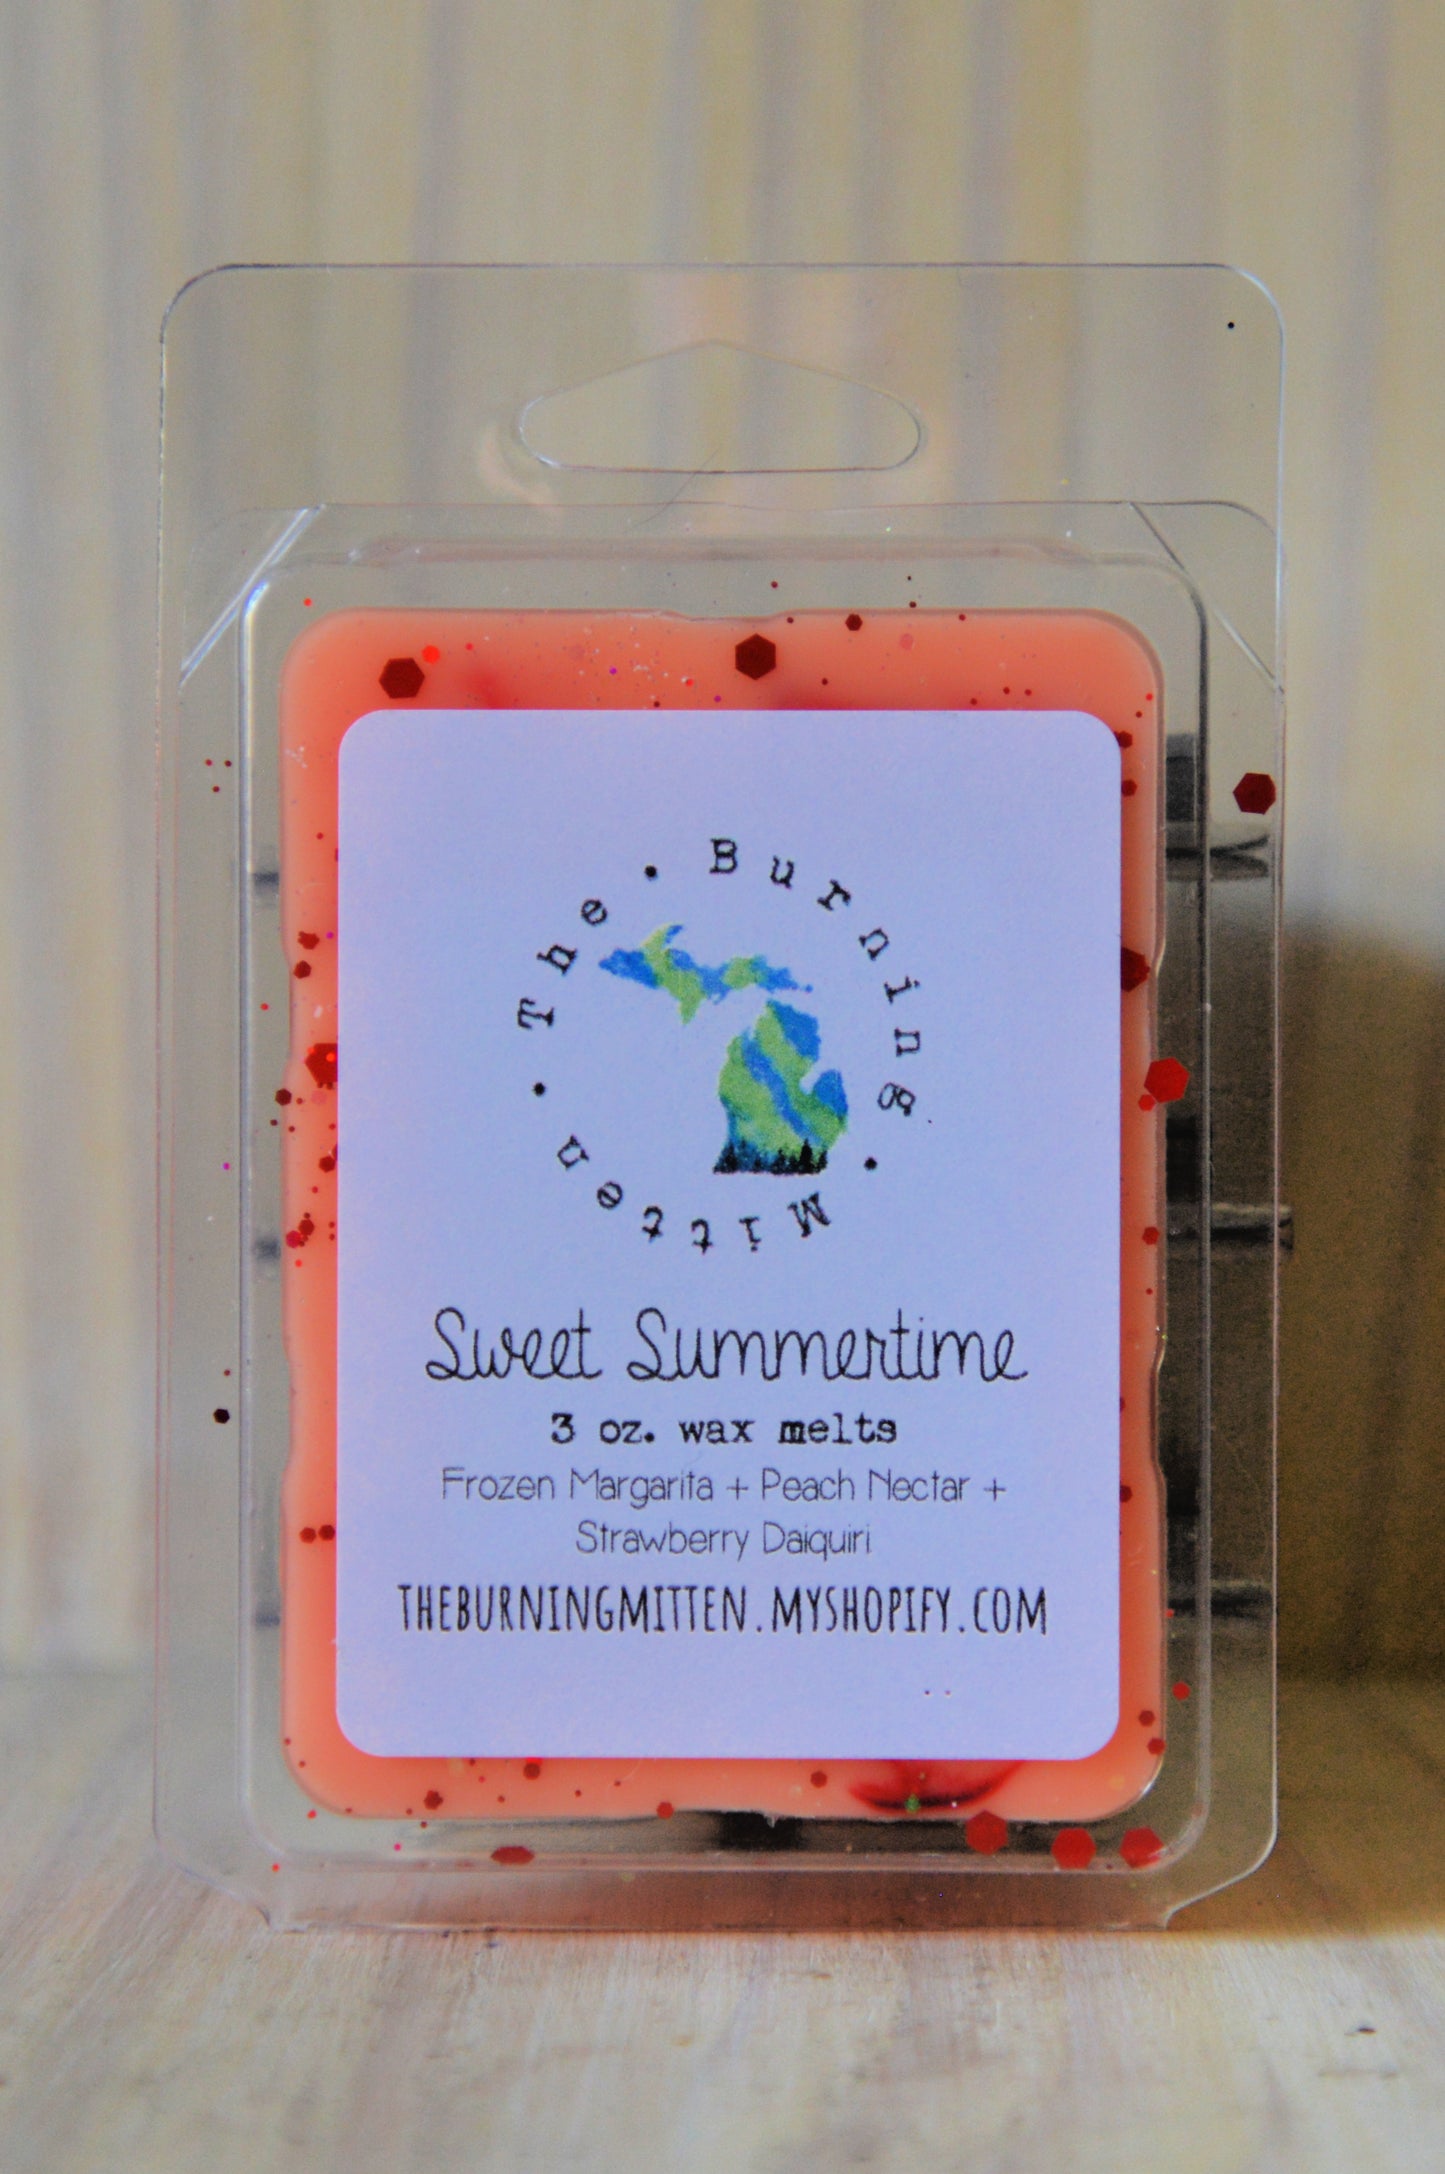 The • Burning • Mitten •
Sweet Summertime
3 oz. wax melts
Frozen Margarita + Peach Nectar +
Strawberry Daiquiri
THEBURNINGMITTEN.MYSHOPIFY.COM